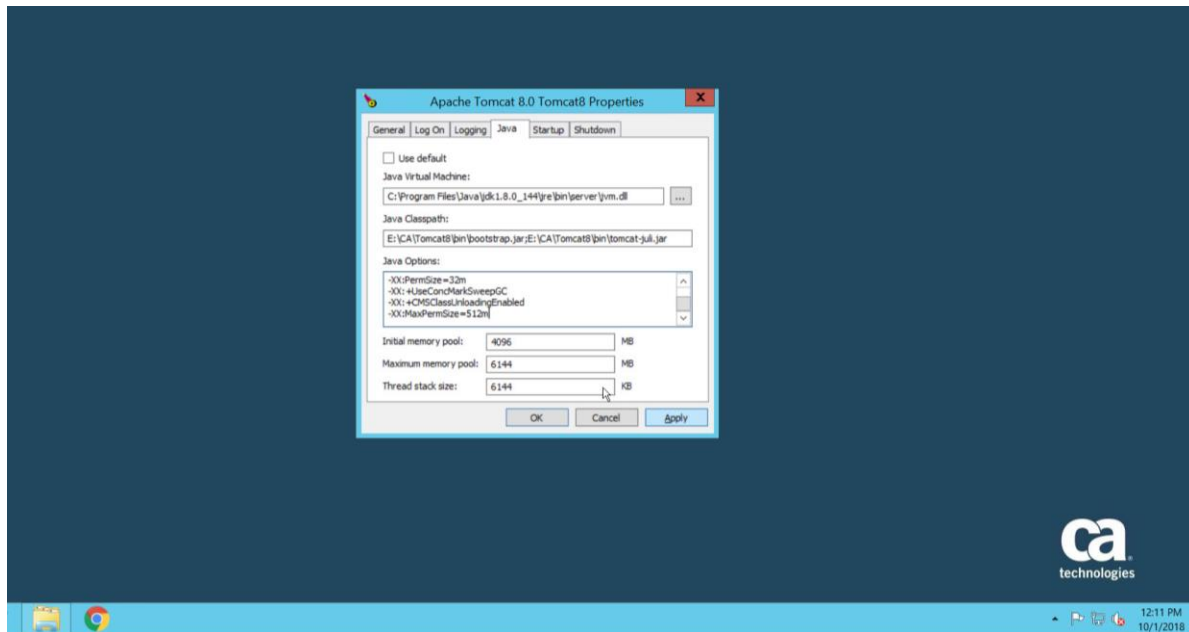 Apache Tomcat 8.0 Tomcat8 Properties
X
General Log On Logging Java Startup Shutdown
Use default
Java Virtual Machine:
C:\Program Files\Java\jdk1.8.0_144\jre\bin\server\jvm.dll ...
Java Classpath:
E:\CA\Tomcat8\bin\bootstrap.jar;E:\CA\Tomcat8\bin\tomcat-juli.jar
Java Options:
-XX:PermSize=32m
-XX:+UseConcMarkSweepGC
-XX:+CMSClassUnloadingEnabled
-XX:MaxPermSize=512m
Initial memory pool: 4096 MB
Maximum memory pool: 6144 MB
Thread stack size: 6144 KB
OK Cancel Apply
ca
technologies
12:11 PM
10/1/2018